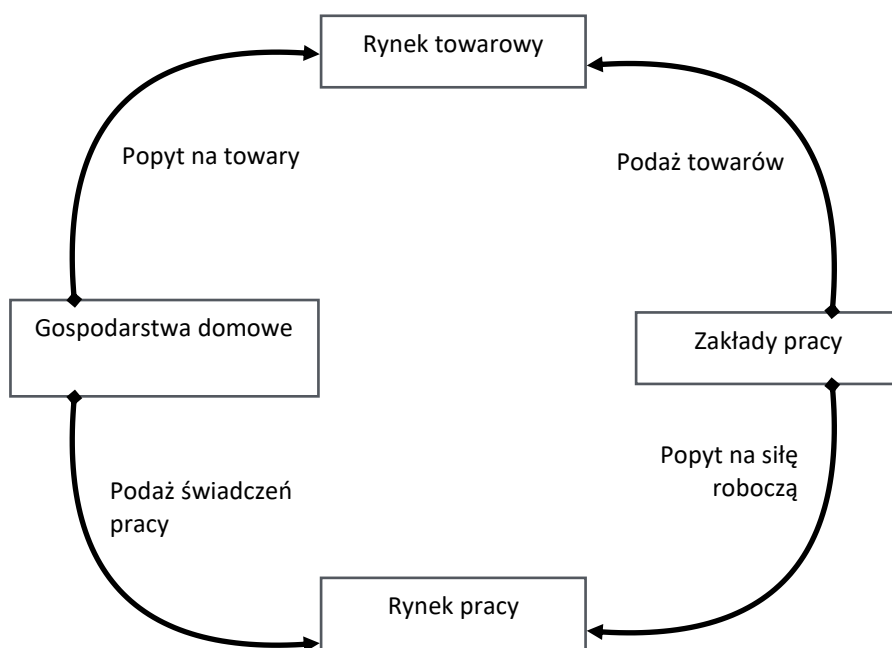 Rynek towarowy
Popyt na towary
Podaż towarów
Gospodarstwa domowe
Zakłady pracy
Popyt na siłę
roboczą
Podaż świadczeń
pracy
Rynek pracy